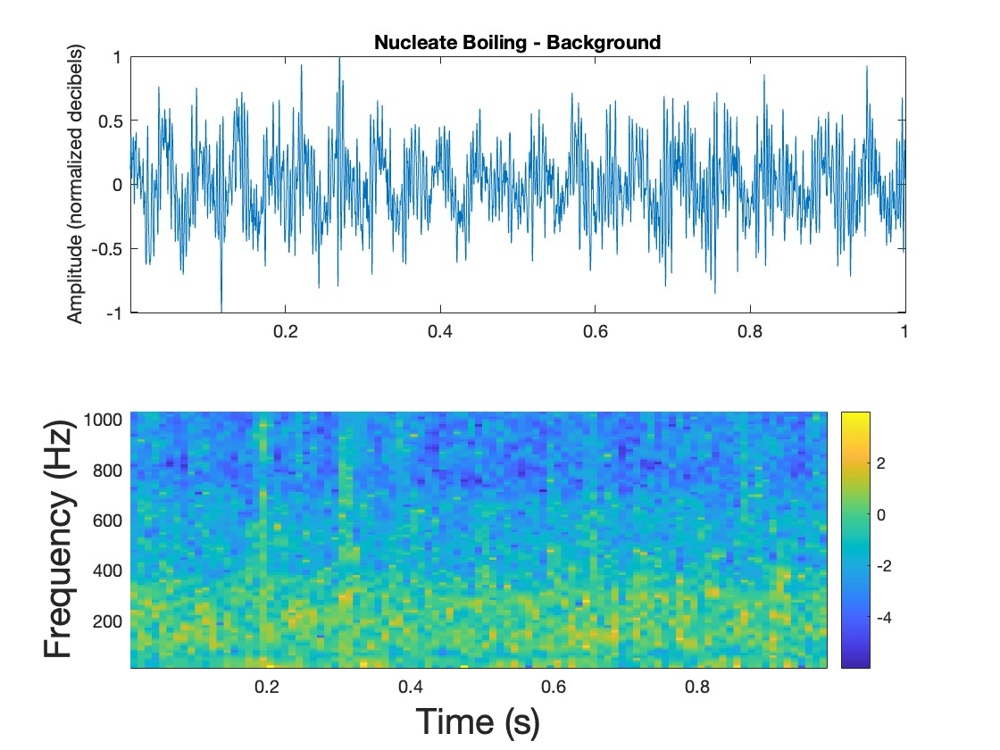 Nucleate Boiling - Background
Amplitude (normalized decibels)
1
0.5
0
-0.5
-1
0.2 0.4 0.6 0.8 1
Frequency (Hz)
1000
800
600
400
200
2
0
-2
-4
0.2 0.4 0.6 0.8
Time (s)